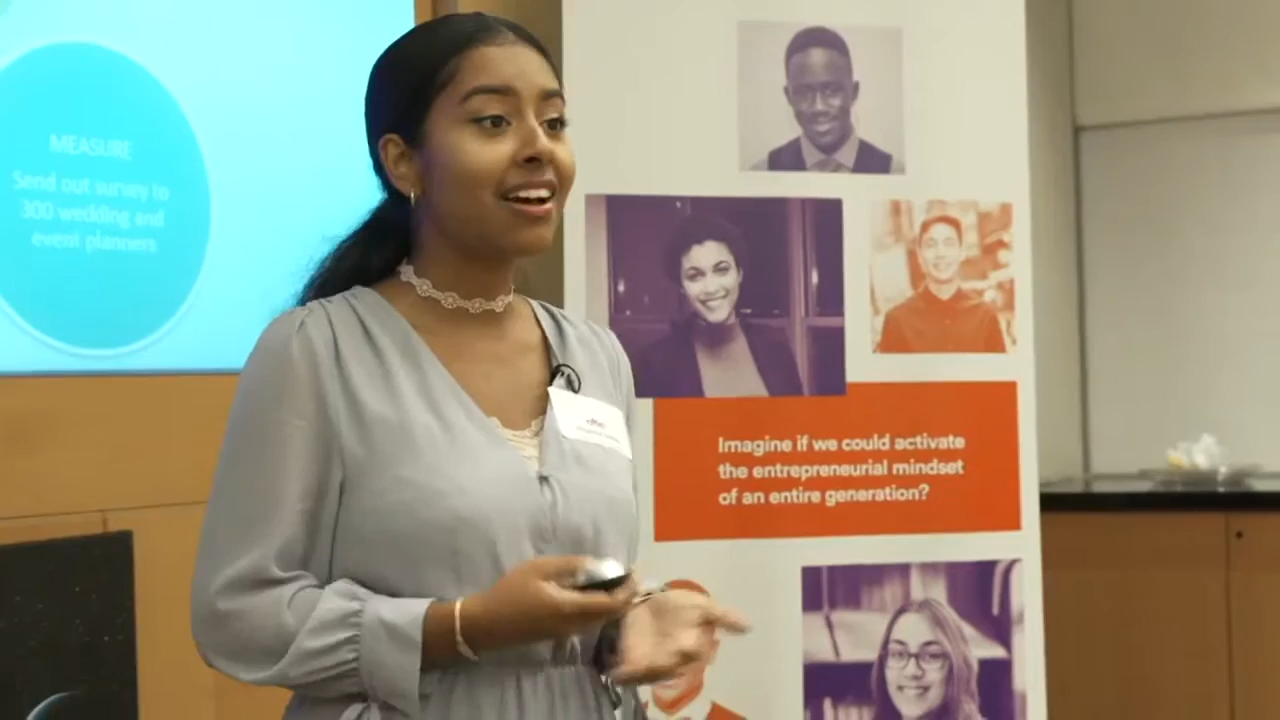 MEASURE
Send out survey to
300 wedding and
event planners
Imagine if we could activate
the entrepreneurial mindset
of an entire generation?